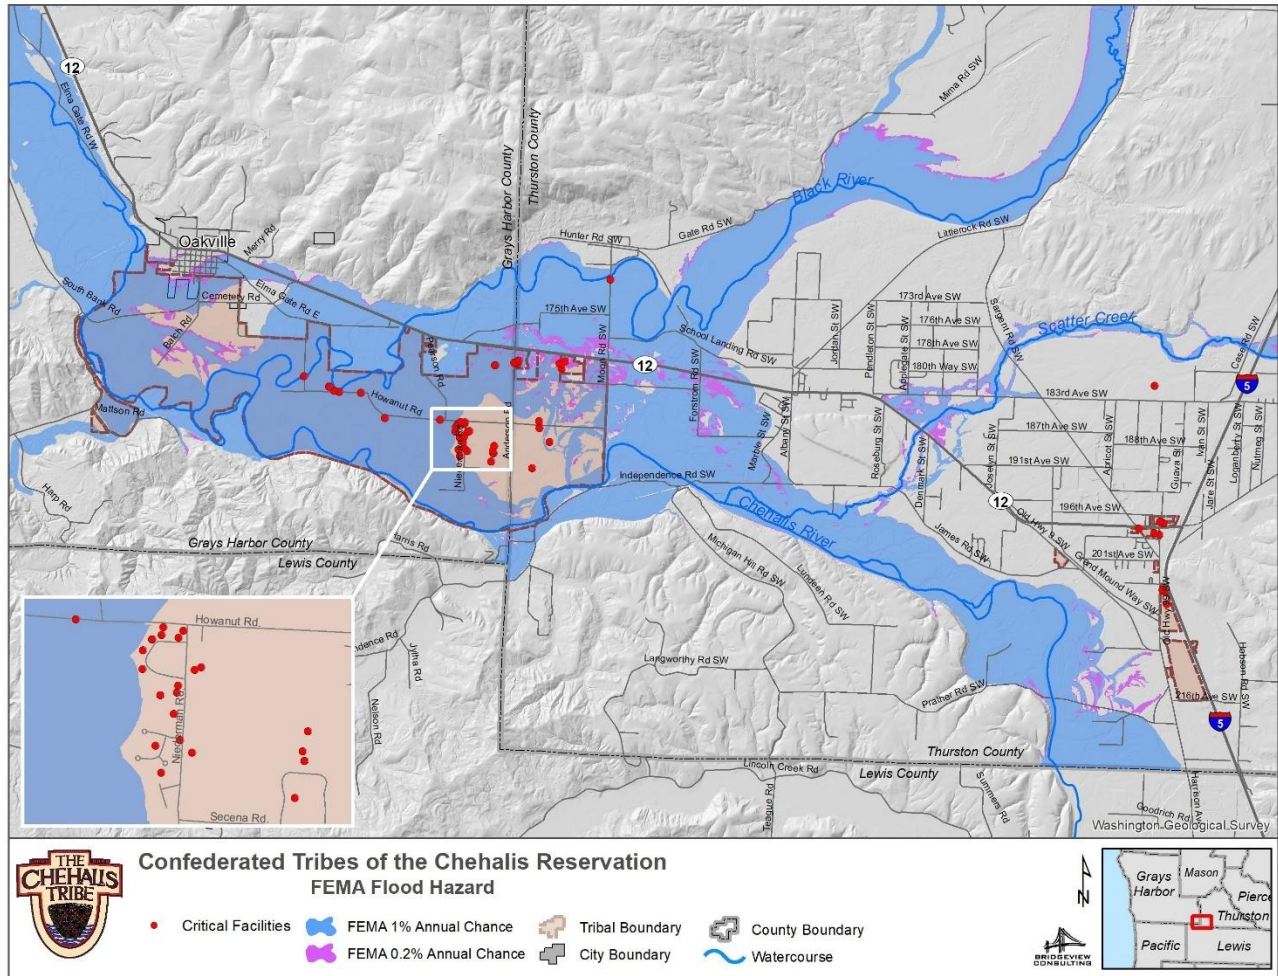 12
Elma Gate Rd W
Mima Rd SW
Grays Harbor County
Thurston County
Black River
Gate Rd SW
Hunter Rd SW
Littlerock Rd SW
Oakville
Merry Rd
South Bank Rd
Cemetery Rd
Elma Gate Rd E
Balch Rd
175th Ave SW
School Landing RD SW
173rd Ave SW
176th Ave SW
178th Ave SW
180th Way SW
Jordan St SW
Pendleton St SW
Applegate St SW
Sargent Rd SW
Scatter Creek
Case Rd SW
5
12
Moon Rd SW
Pearson Rd
Howanut Rd
Anderson Rd
Forstrom Rd SW
Marble St SW
Albany St SW
183rd Ave SW
187th Ave SW
188th Ave SW
191st Ave SW
Roseburg St SW
Denmark St SW
Joselyn St SW
Apricot St SW
Guava St SW
Ivan St SW
Jare St SW
Loganberry St SW
Nutmeg St SW
Mattson Rd
Harp Rd
Independence Rd SW
Chehalis River
12
196th Ave SW
201st Ave SW
Old Hwy 9 SW
Grand Mound Way SW
James Rd SW
Michigan Hill Rd SW
Lundeen Rd SW
Grays Harbor County
Lewis County
Harris Rd
Langworthy Rd SW
Prather Rd SW
Hobson Rd SW
216th Ave SW
5
Jylha Rd
Nelson Rd
Thurston County
Lewis County
Lincoln Creek Rd
Teague Rd
Summers Rd
Goodrich Rd
Harrison Ave
Washington Geological Survey
Howanut Rd.
Niederman Rd.
Secena Rd.
THE
CHEHALIS
TRIBE
Confederated Tribes of the Chehalis Reservation
FEMA Flood Hazard
Critical Facilities
FEMA 1% Annual Chance
FEMA 0.2% Annual Chance
Tribal Boundary
City Boundary
County Boundary
Watercourse
N
BRIDGEVIEW
CONSULTING
Grays
Harbor
Mason
Pierce
Thurston
Pacific
Lewis